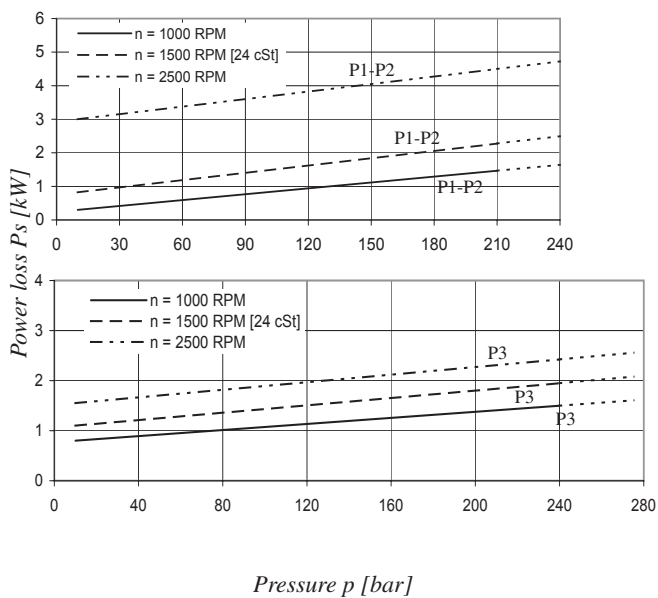 6
5
4
3
2
1
0
n = 1000 RPM
n = 1500 RPM [24 cSt]
n = 2500 RPM
P1-P2
P1-P2
P1-P2
0 30 60 90 120 150 180 210 240
Power loss Ps [kW]
4
3
2
1
0
n = 1000 RPM
n = 1500 RPM [24 cSt]
n = 2500 RPM
P3
P3
P3
0 40 80 120 160 200 240 280
Pressure p [bar]